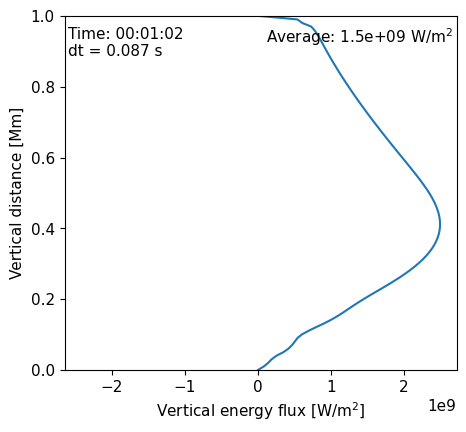 Time: 00:01:02
dt = 0.087 s
Average: 1.5e+09 W/m²
Vertical distance [Mm]
1.0
0.8
0.6
0.4
0.2
0.0
−2
−1
0
1
2
1e9
Vertical energy flux [W/m²]